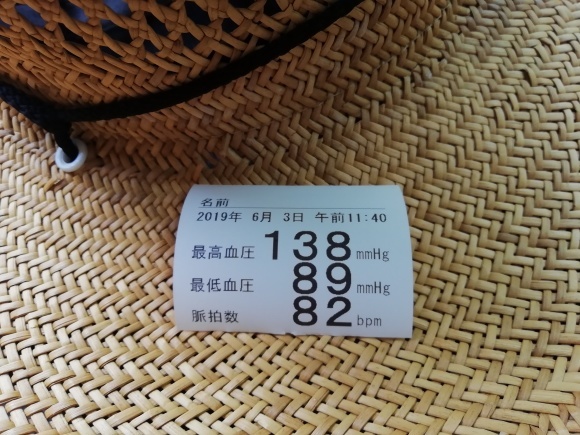 名前
2019年 6月 3日 午前11:40
最高血圧 138 mmHg
最低血圧 89 mmHg
脈拍数 82 bpm